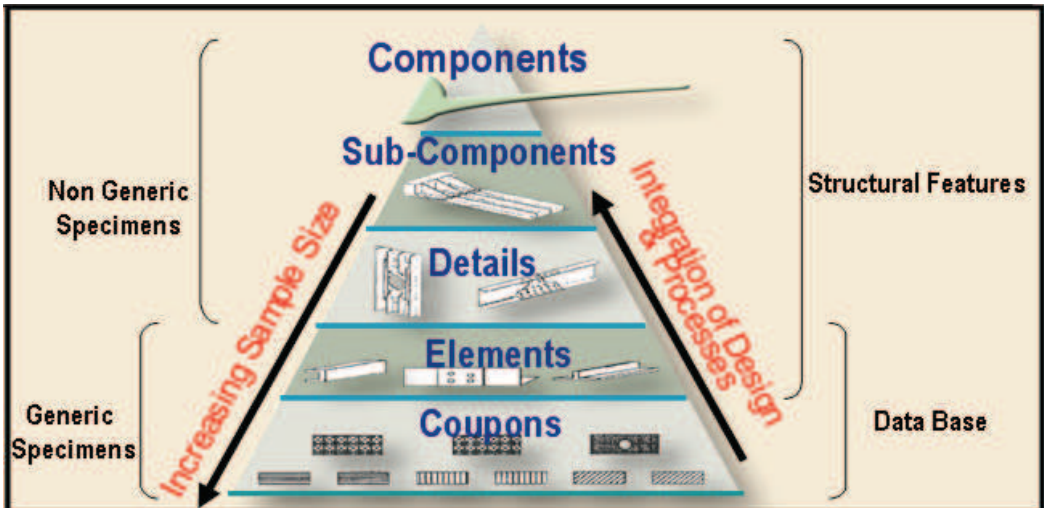 Components
Sub-Components
Non Generic
Specimens
Structural Features
Increasing Sample Size
Integration of Design
& Processes
Details
Elements
Generic
Specimens
Coupons
Data Base